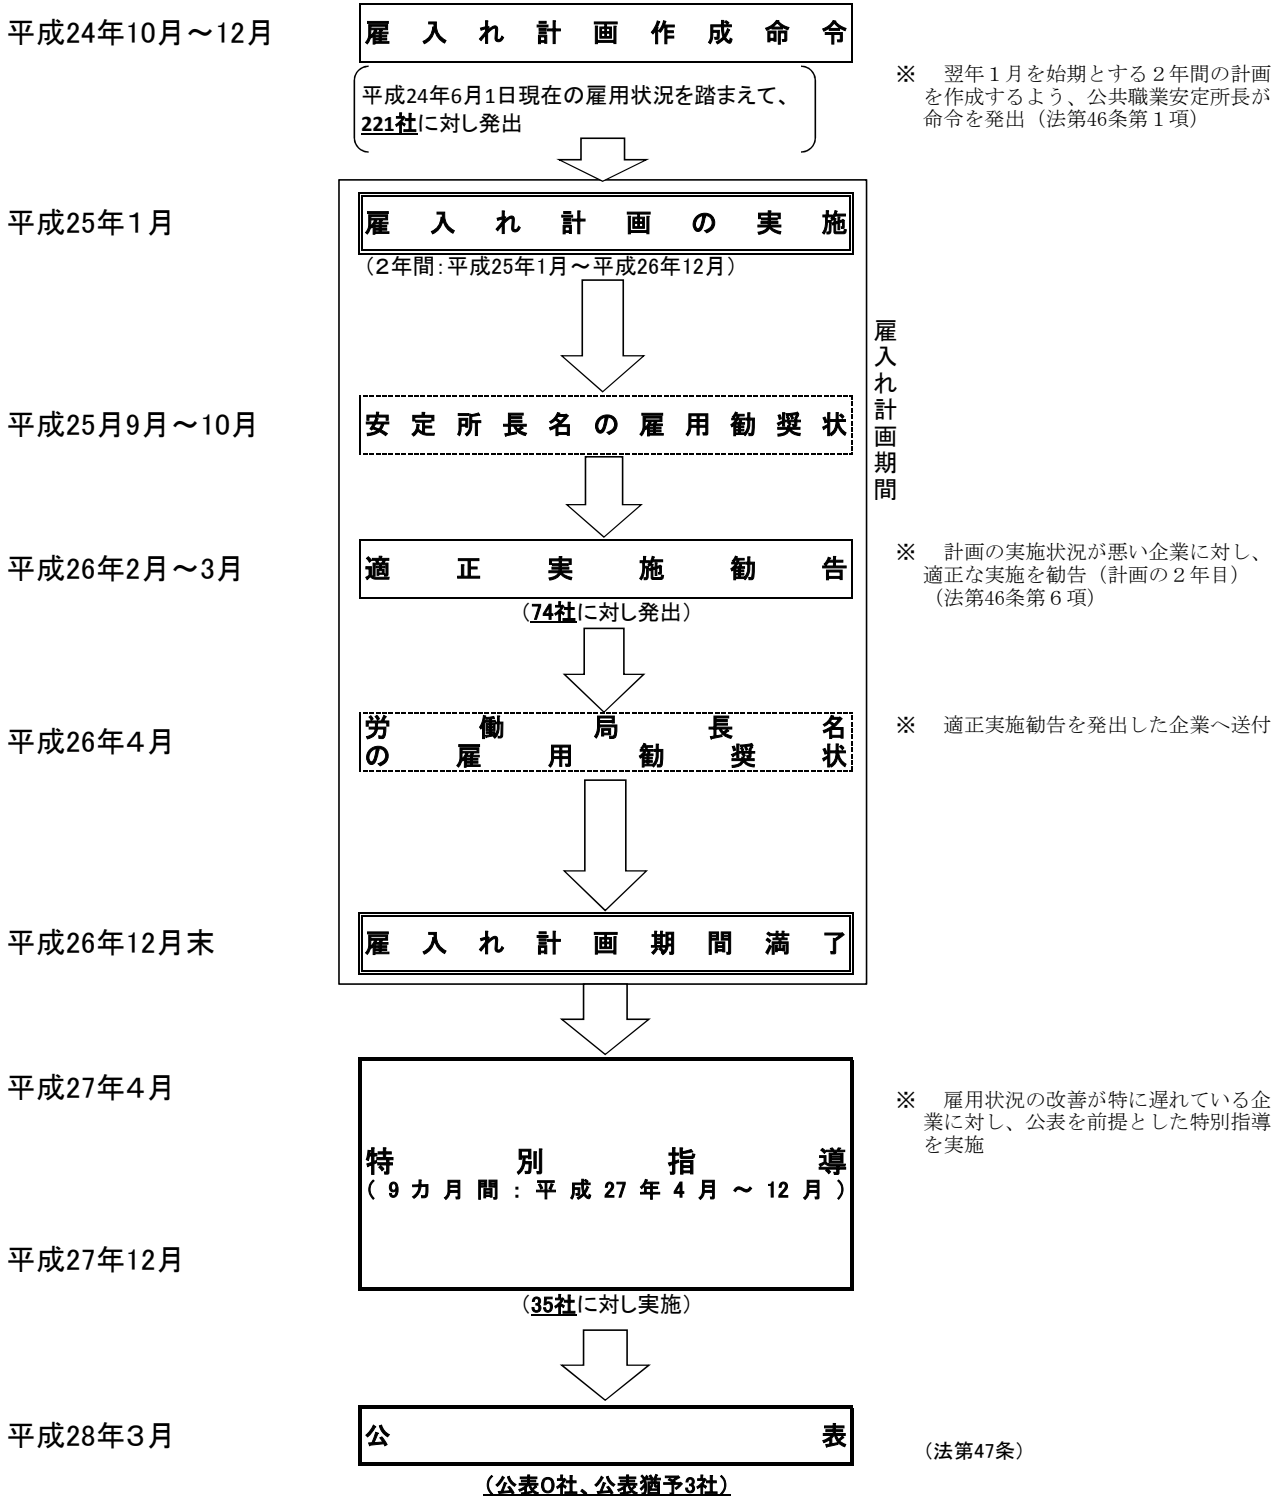 平成24年10月～12月
雇入れ計画作成命令
平成24年6月1日現在の雇用状況を踏まえて、
221社に対し発出
※　翌年１月を始期とする２年間の計画
を作成するよう、公共職業安定所長が
命令を発出（法第46条第１項）
平成25年１月
雇入れ計画の実施
（２年間：平成25年1月～平成26年12月）
雇入れ計画期間
平成25月9月～10月
安定所長名の雇用勧奨状
平成26年2月～3月
適正実施勧告
（74社に対し発出）
※　計画の実施状況が悪い企業に対し、
適正な実施を勧告（計画の２年目）
（法第46条第６項）
平成26年４月
労働局長名
の雇用勧奨状
※　適正実施勧告を発出した企業へ送付
平成26年12月末
雇入れ計画期間満了
平成27年４月
特別指導
(９カ月間：平成27年４月～12月)
平成27年12月
（35社に対し実施）
※　雇用状況の改善が特に遅れている企
業に対し、公表を前提とした特別指導
を実施
平成28年３月
公表
（法第47条）
（公表0社、公表猶予3社）